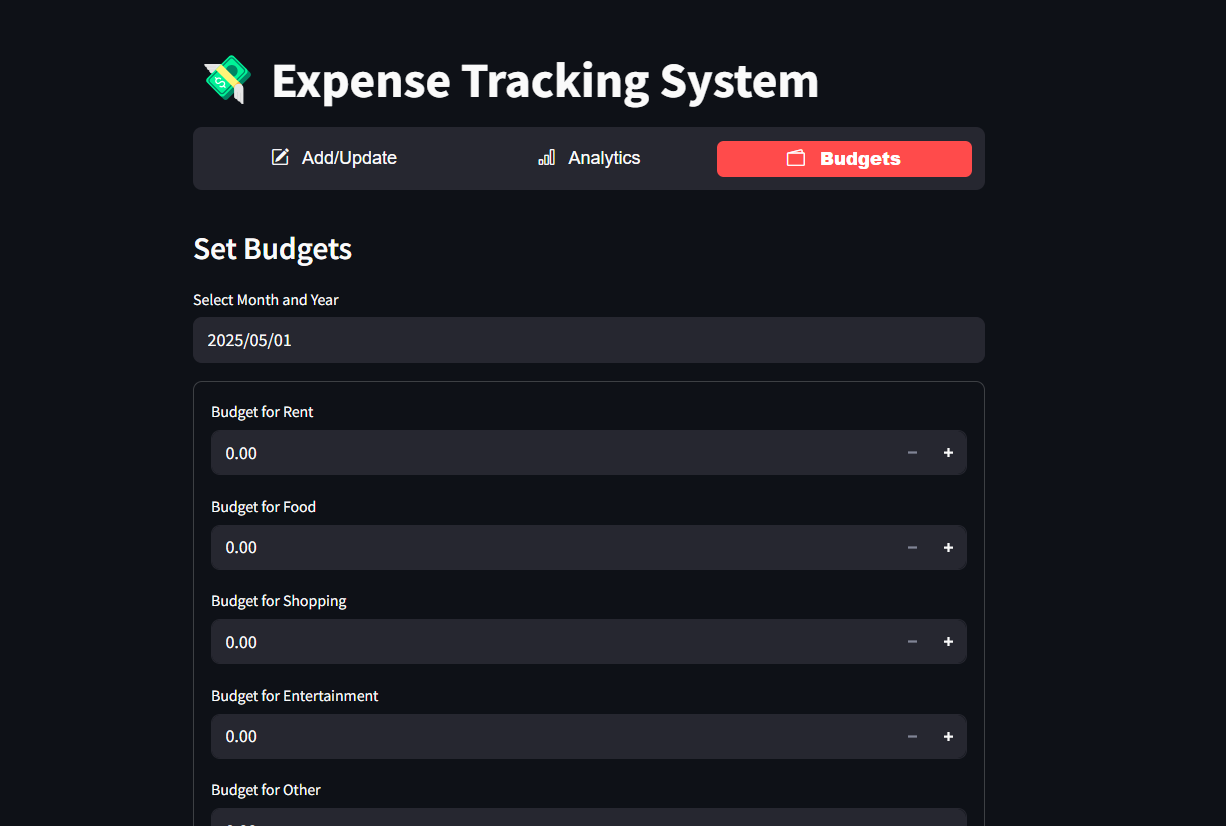 Expense Tracking System
Add/Update
Analytics
Budgets
Set Budgets
Select Month and Year
2025/05/01
Budget for Rent
0.00
Budget for Food
0.00
Budget for Shopping
0.00
Budget for Entertainment
0.00
Budget for Other